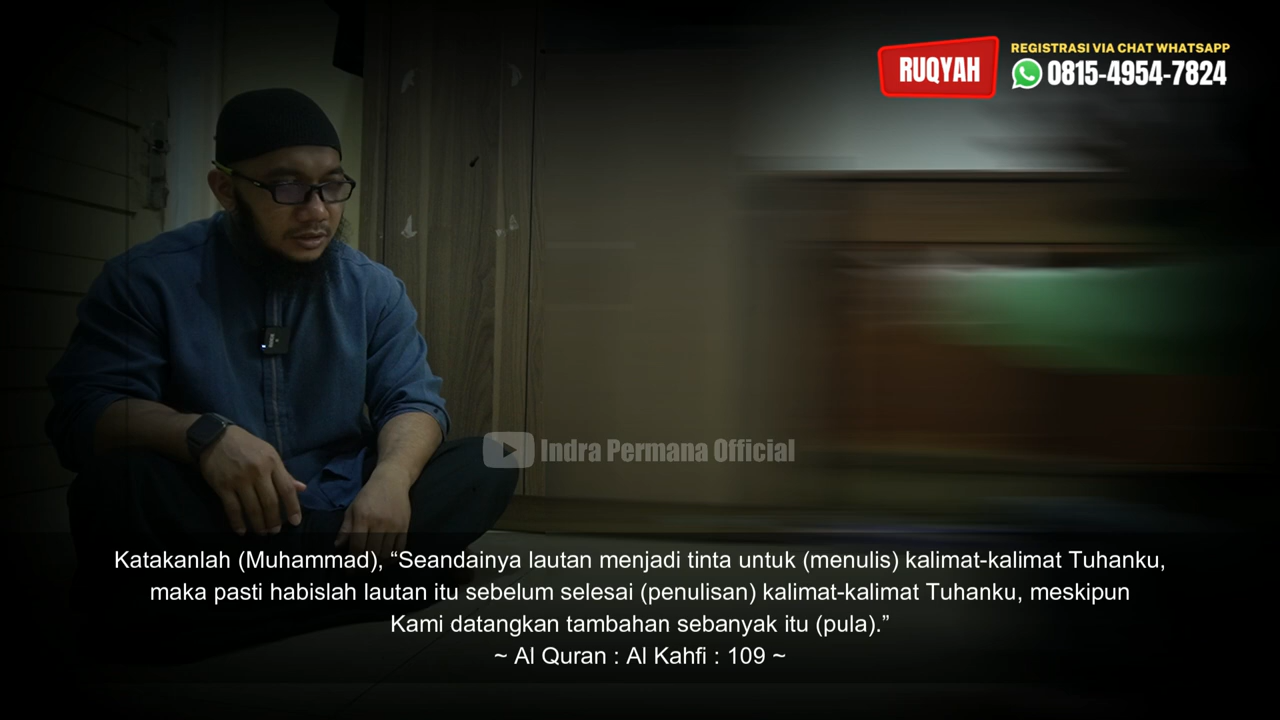 RUQYAH
REGISTRASI VIA CHAT WHATSAPP
0815-4954-7824
Indra Permana Official
Katakanlah (Muhammad), “Seandainya lautan menjadi tinta untuk (menulis) kalimat-kalimat Tuhanku,
maka pasti habislah lautan itu sebelum selesai (penulisan) kalimat-kalimat Tuhanku, meskipun
Kami datangkan tambahan sebanyak itu (pula).”
~ Al Quran : Al Kahfi : 109 ~